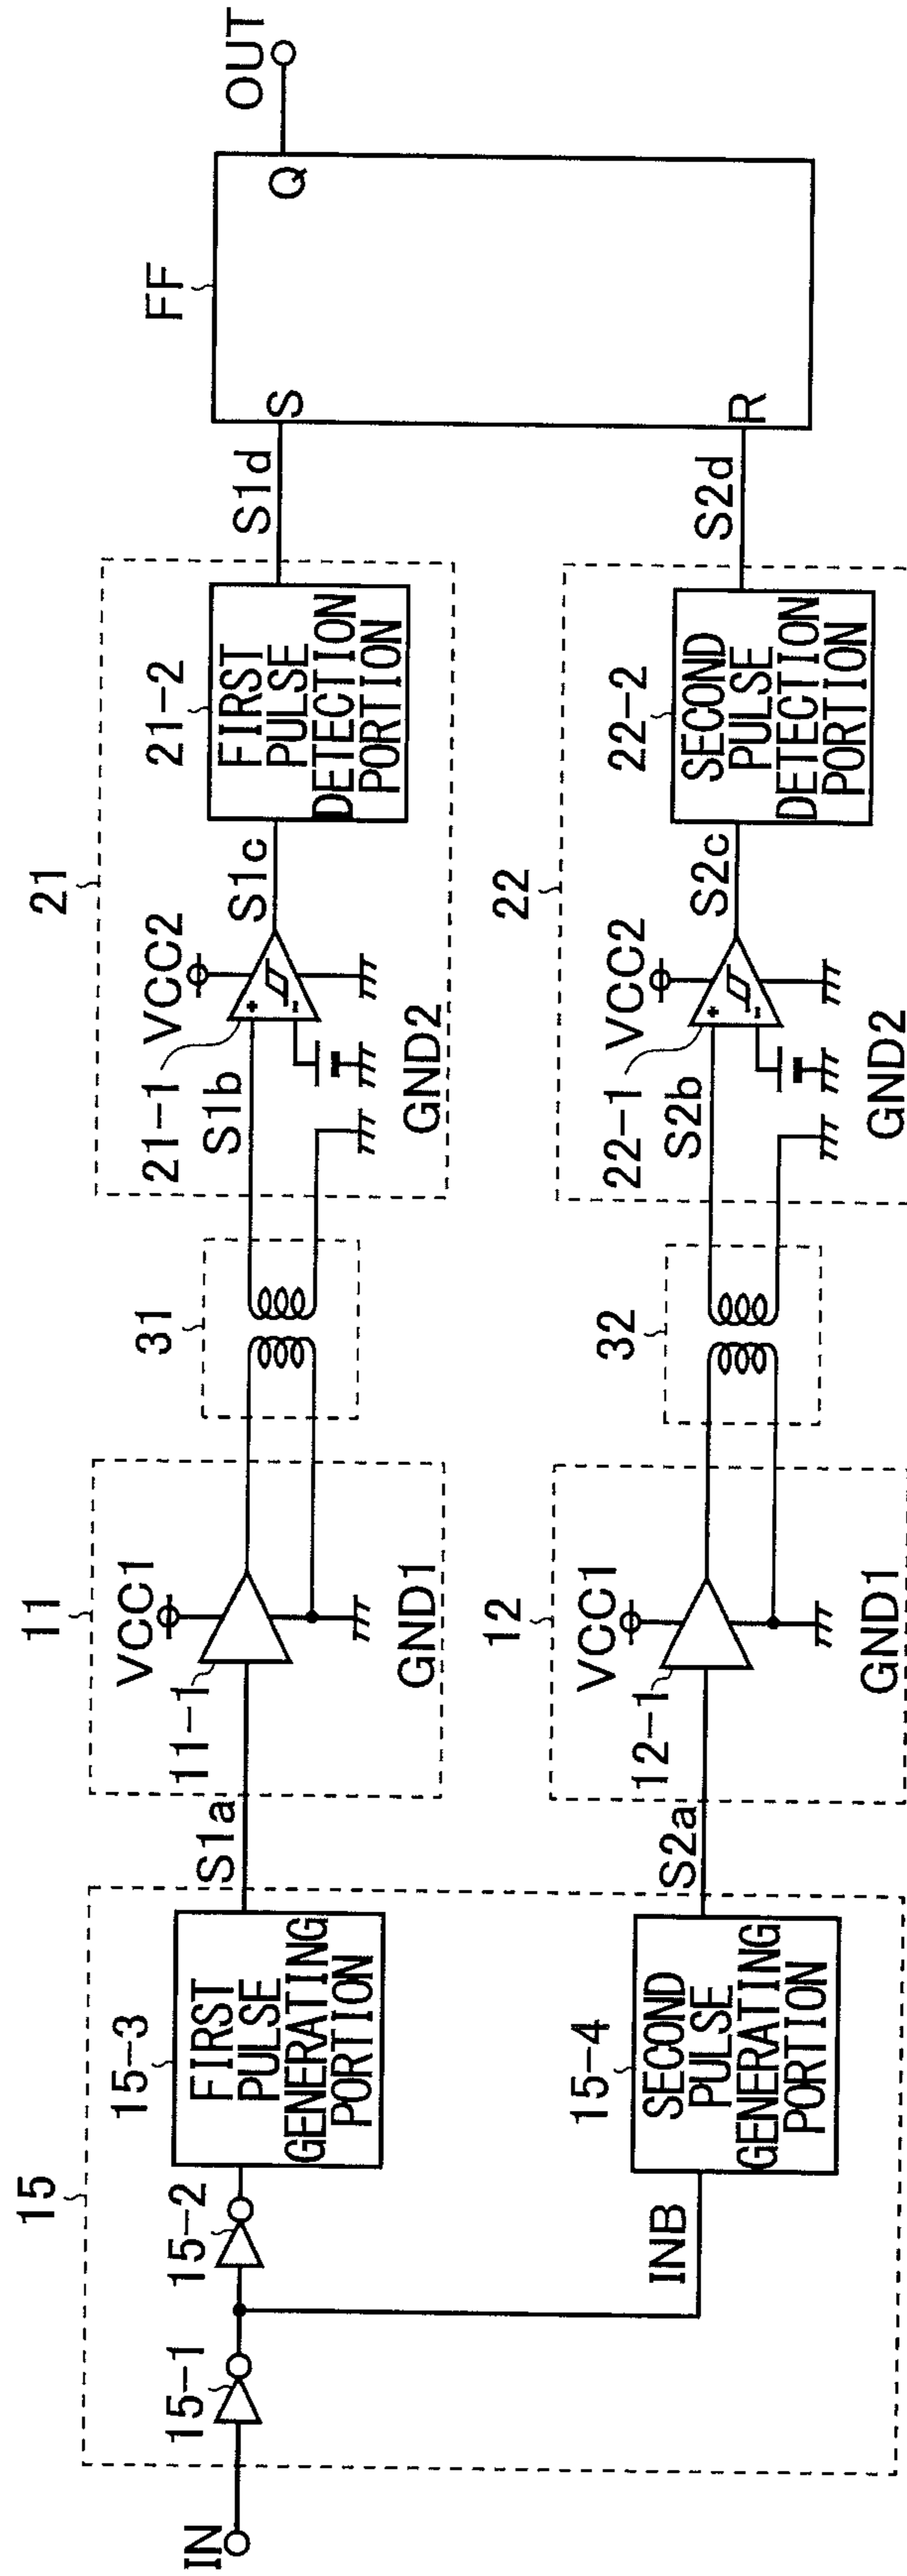 IN
15
15-1
15-2
15-3
FIRST
PULSE
GENERATING
PORTION
INB
15-4
SECOND
PULSE
GENERATING
PORTION
S1a
S2a
11
VCC1
11-1
GND1
12
VCC1
12-1
GND1
31
32
21
VCC2
21-1
S1b
+
-
GND2
S1c
21-2
FIRST
PULSE
DETECTION
PORTION
22
VCC2
22-1
S2b
+
-
GND2
S2c
22-2
SECOND
PULSE
DETECTION
PORTION
S1d
S2d
FF
S
R
Q
OUT